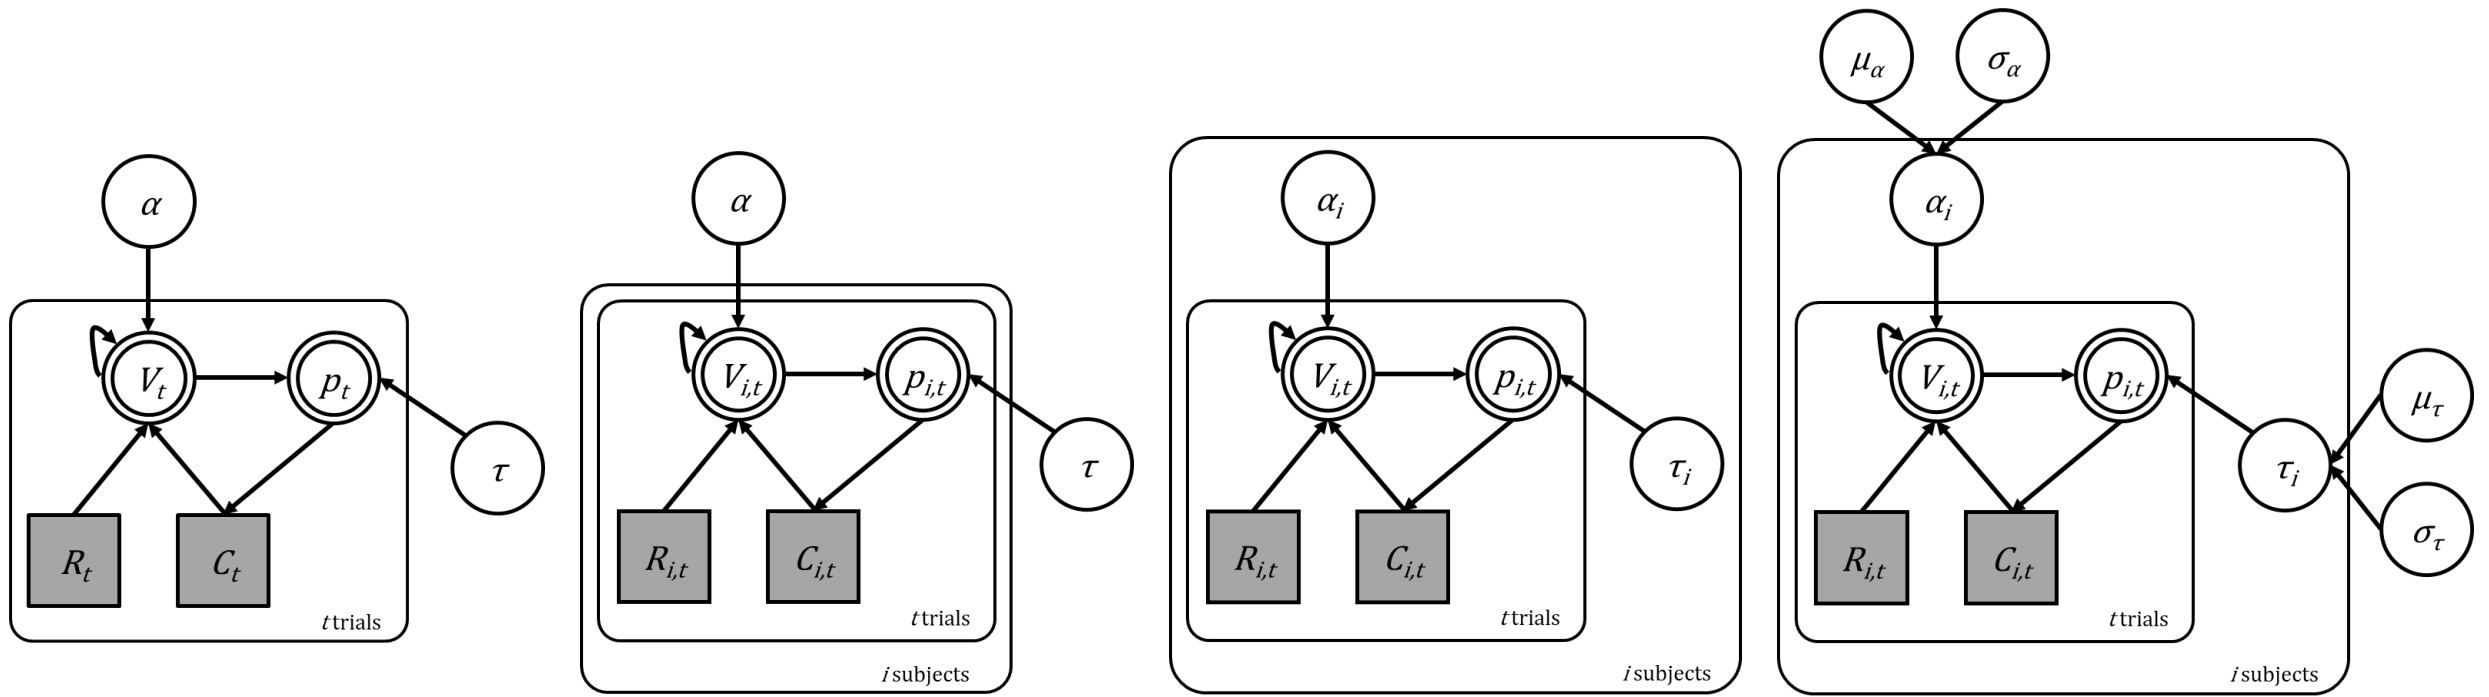 α
V_t
p_t
τ
R_t
C_t
t trials
α
V_{i,t}
p_{i,t}
τ
R_{i,t}
C_{i,t}
t trials
i subjects
α_i
V_{i,t}
p_{i,t}
τ_i
R_{i,t}
C_{i,t}
t trials
i subjects
μ_α
σ_α
α_i
V_{i,t}
p_{i,t}
μ_τ
τ_i
σ_τ
R_{i,t}
C_{i,t}
t trials
i subjects